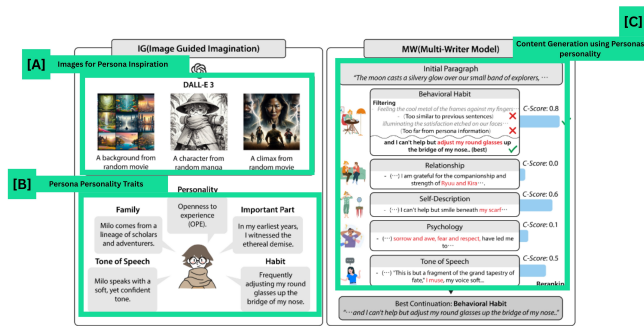 [C]
Content Generation using Personas
personality
IG(Image Guided Imagination)
MW(Multi-Writer Model)
[A]
Images for Persona Inspiration
DALL-E 3
A background from
random movie
A character from
random manga
A climax from
random movie
[B]
Persona Personality Traits
Personality
Openness to
experience
(OPE).
Family
Milo comes from a
lineage of scholars
and adventurers.
Important Part
In my earliest years,
I witnessed the
ethereal demise.
Tone of Speech
Milo speaks with a
soft, yet confident
tone.
Habit
Frequently
adjusting my round
glasses up the
bridge of my nose.
Initial Paragraph
"The moon casts a silvery glow over our small band of explorers, ···
Behavioral Habit
Filtering
Feeling the cool metal of the frames against my fingers···
(Too similar to previous sentences)
Illuminating the satisfaction etched on our faces···
(Too far from persona information)
and I can't help but adjust my round glasses up
the bridge of my nose.. (best)
C-Score: 0.8
Relationship
- (···) I am grateful for the companionship and
strength of Ryuu and Kira···,
C-Score: 0.0
Self-Description
- (···) I can't help but smile beneath my scarf···
C-Score: 0.6
Psychology
- (···) sorrow and awe, fear and respect, have led me
to···
C-Score: 0.1
Tone of Speech
- (···) "This is but a fragment of the grand tapestry of
fate," I muse, my voice soft...
C-Score: 0.5
Best Continuation: Behavioral Habit
"···and I can't help but adjust my round glasses up the bridge of my nose.."